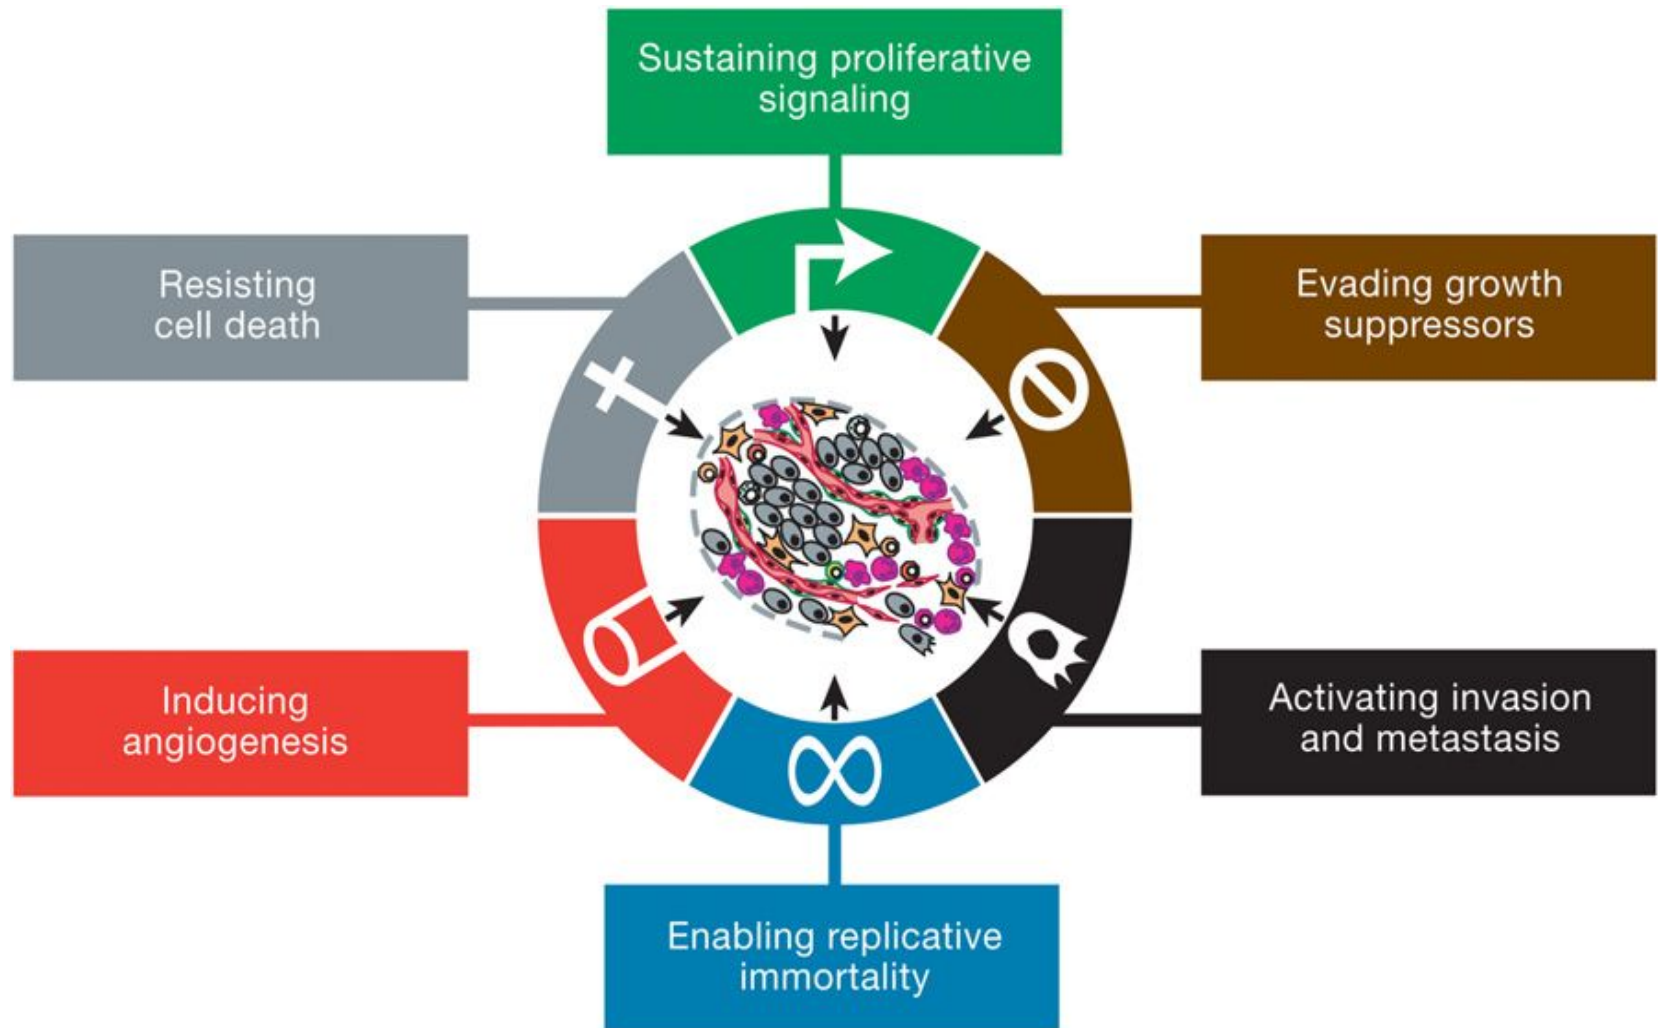 Sustaining proliferative
signaling
Resisting
cell death
Evading growth
suppressors
Inducing
angiogenesis
Activating invasion
and metastasis
Enabling replicative
immortality